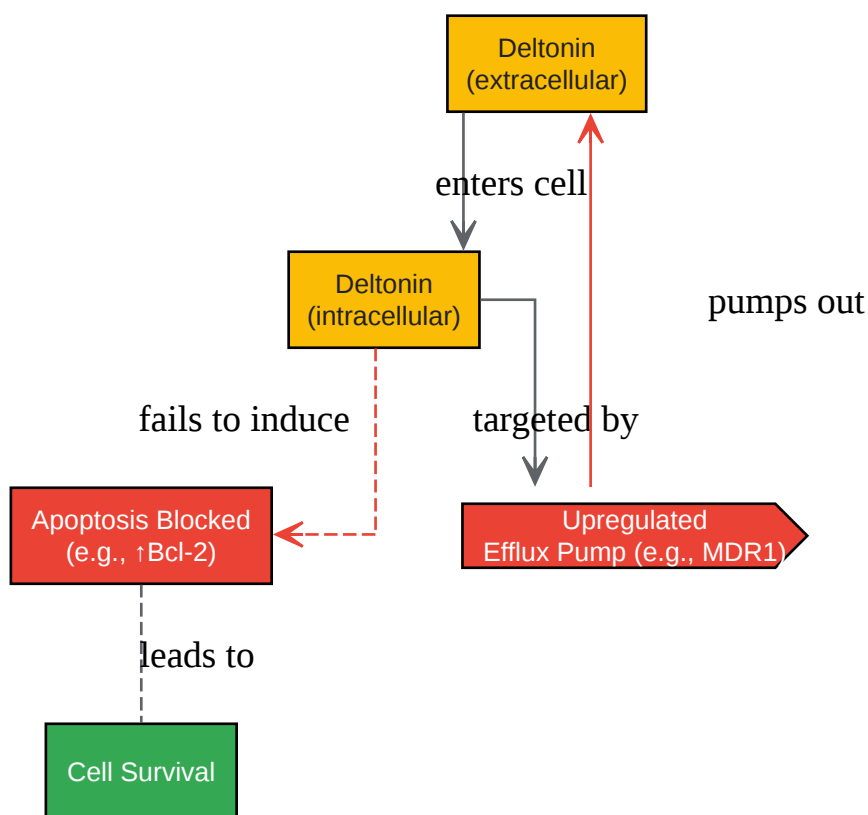 Deltonin
(extracellular)
enters cell
Deltonin
(intracellular)
pumps out
fails to induce
targeted by
Apoptosis Blocked
(e.g., ↑Bcl-2)
Upregulated
Efflux Pump (e.g., MDR1)
leads to
Cell Survival